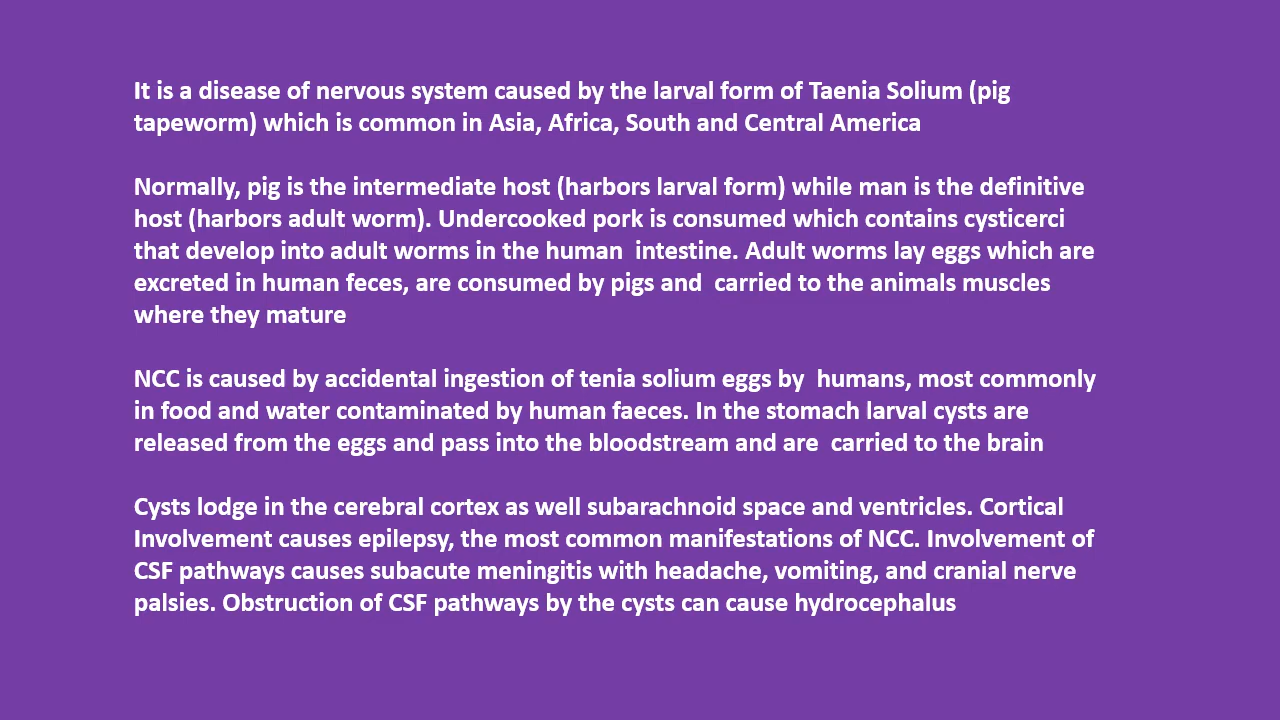 It is a disease of nervous system caused by the larval form of Taenia Solium (pig
tapeworm) which is common in Asia, Africa, South and Central America
Normally, pig is the intermediate host (harbors larval form) while man is the definitive
host (harbors adult worm). Undercooked pork is consumed which contains cysticerci
that develop into adult worms in the human  intestine. Adult worms lay eggs which are
excreted in human feces, are consumed by pigs and  carried to the animals muscles
where they mature
NCC is caused by accidental ingestion of tenia solium eggs by  humans, most commonly
in food and water contaminated by human faeces. In the stomach larval cysts are
released from the eggs and pass into the bloodstream and are  carried to the brain
Cysts lodge in the cerebral cortex as well subarachnoid space and ventricles. Cortical
Involvement causes epilepsy, the most common manifestations of NCC. Involvement of
CSF pathways causes subacute meningitis with headache, vomiting, and cranial nerve
palsies. Obstruction of CSF pathways by the cysts can cause hydrocephalus